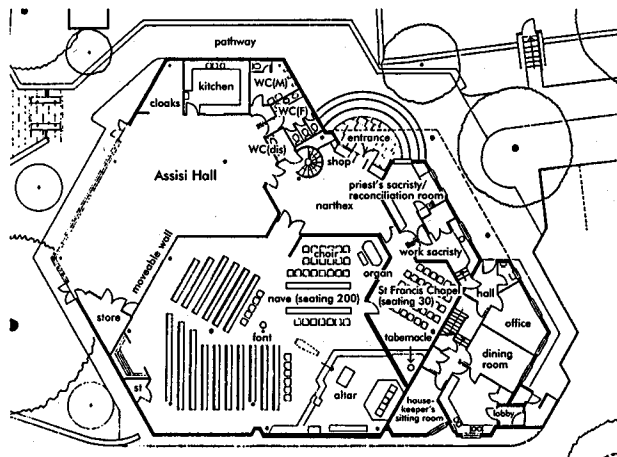 pathway
kitchen
WC(M)
cloaks
WC(F)
entrance
WC(dis)
shop
Assisi Hall
priest's sacristy/
reconciliation room
narthex
work sacristy
choir
organ
moveable wall
St Francis Chapel
(seating 30)
hall
nave (seating 200)
office
store
font
tabernacle
dining
room
st
altar
house-
keeper's
sitting room
lobby